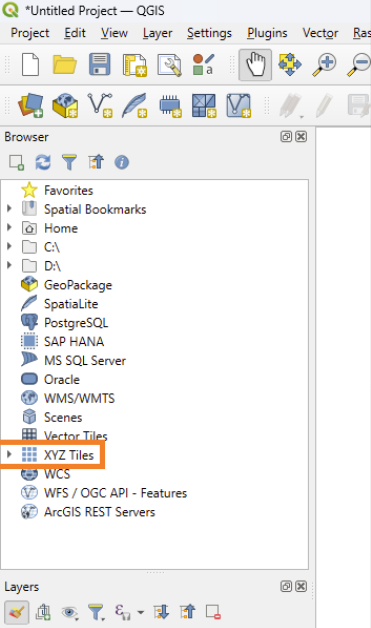 *Untitled Project — QGIS
Project Edit View Layer Settings Plugins Vector Ras
Browser
Favorites
Spatial Bookmarks
Home
C:\
D:\
GeoPackage
SpatiaLite
PostgreSQL
SAP HANA
MS SQL Server
Oracle
WMS/WMTS
Scenes
Vector Tiles
XYZ Tiles
WCS
WFS / OGC API - Features
ArcGIS REST Servers
Layers